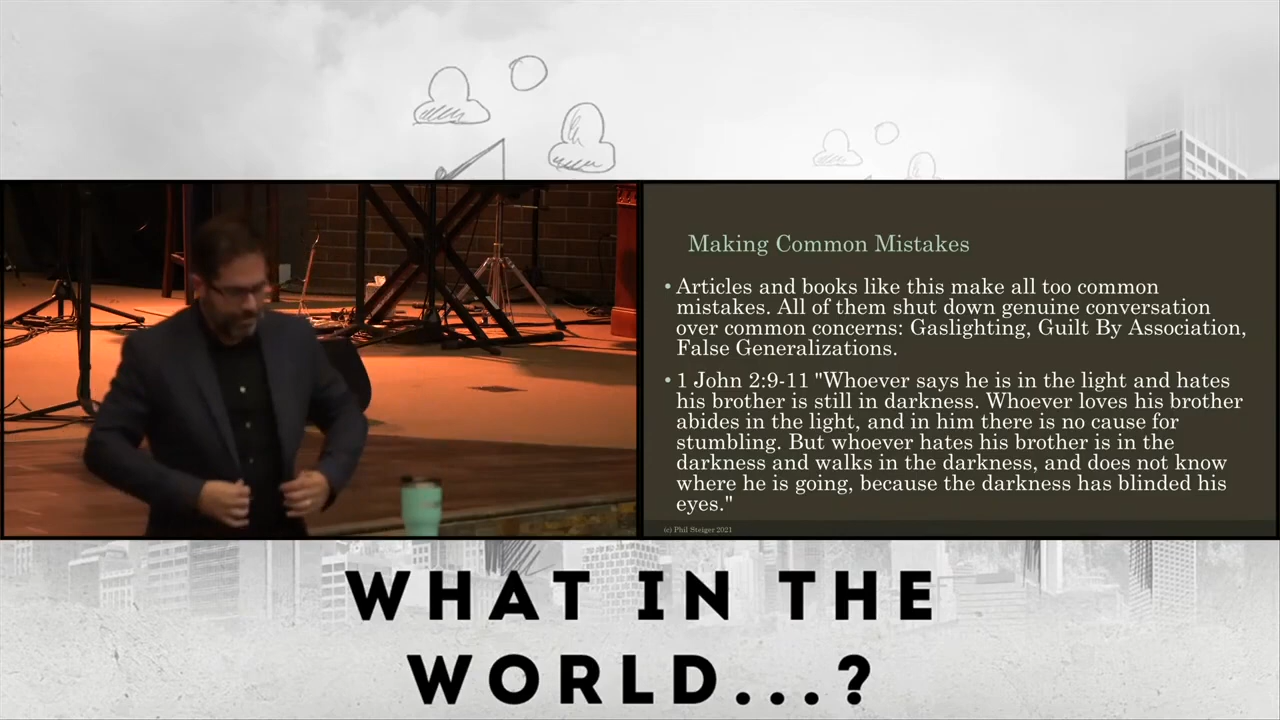 Making Common Mistakes
• Articles and books like this make all too common
mistakes. All of them shut down genuine conversation
over common concerns: Gaslighting, Guilt By Association,
False Generalizations.
• 1 John 2:9-11 "Whoever says he is in the light and hates
his brother is still in darkness. Whoever loves his brother
abides in the light, and in him there is no cause for
stumbling. But whoever hates his brother is in the
darkness and walks in the darkness, and does not know
where he is going, because the darkness has blinded his
eyes."
(c) Phil Steiger 2021
WHAT IN THE
WORLD...?